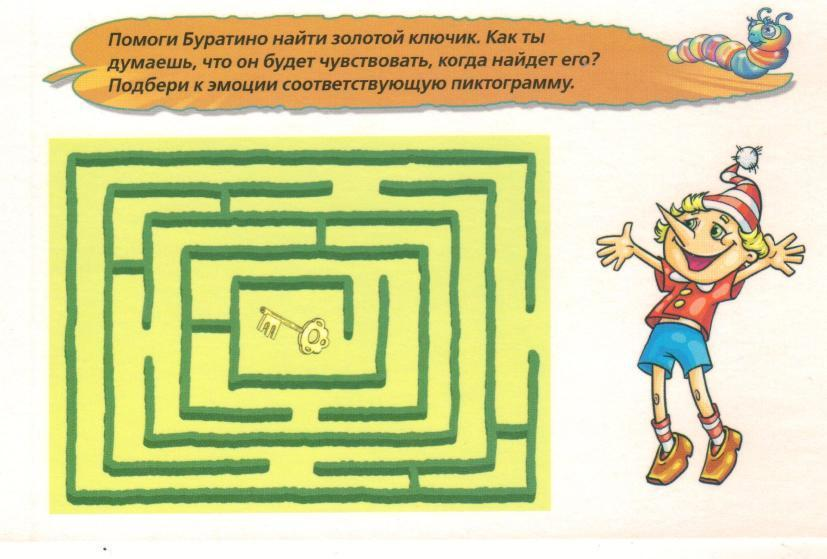 Помоги Буратино найти золотой ключик. Как ты
думаешь, что он будет чувствовать, когда найдет его?
Подбери к эмоции соответствующую пиктограмму.